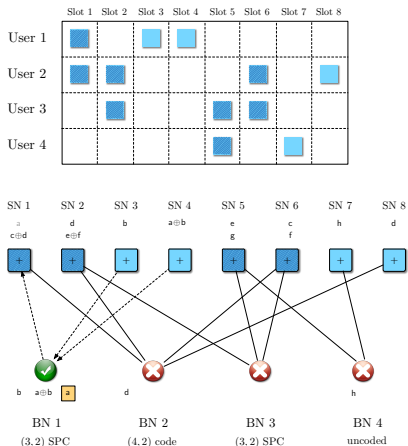 Slot 1 Slot 2 Slot 3 Slot 4 Slot 5 Slot 6 Slot 7 Slot 8
User 1
User 2
User 3
User 4
SN 1 SN 2 SN 3 SN 4 SN 5 SN 6 SN 7 SN 8
a d b a⊕b e c h d
c⊕d e⊕f g f
+ + + + + + + +
b a⊕b a d h
BN 1 BN 2 BN 3 BN 4
(3, 2) SPC (4, 2) code (3, 2) SPC uncoded